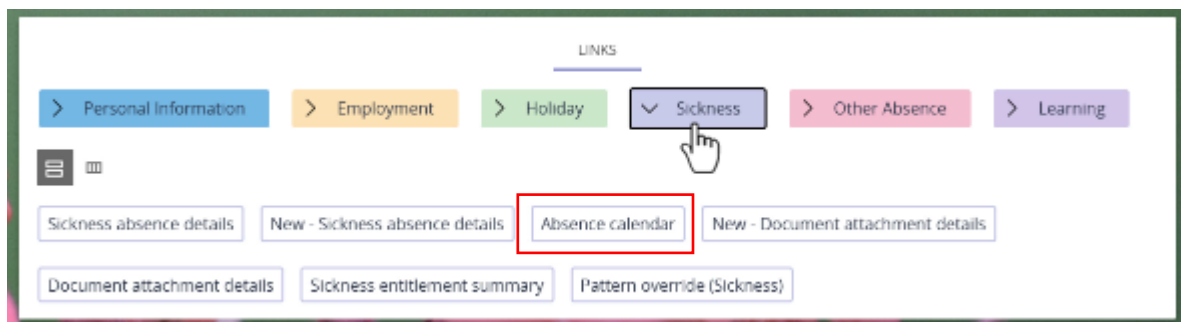 LINKS
Personal Information Employment Holiday Sickness Other Absence Learning
Sickness absence details New - Sickness absence details Absence calendar New - Document attachment details
Document attachment details Sickness entitlement summary Pattern override (Sickness)